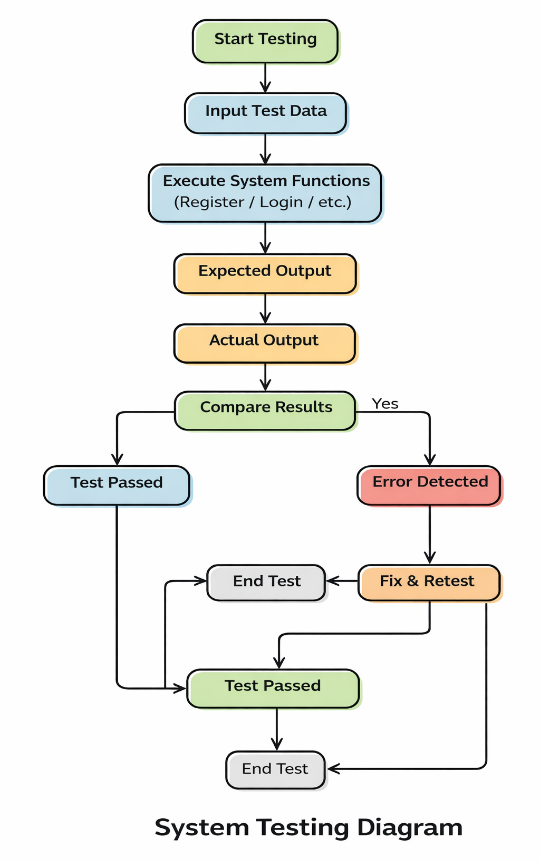 Start Testing
Input Test Data
Execute System Functions
(Register / Login / etc.)
Expected Output
Actual Output
Compare Results
Yes
Test Passed
Error Detected
End Test
Fix & Retest
Test Passed
End Test
System Testing Diagram